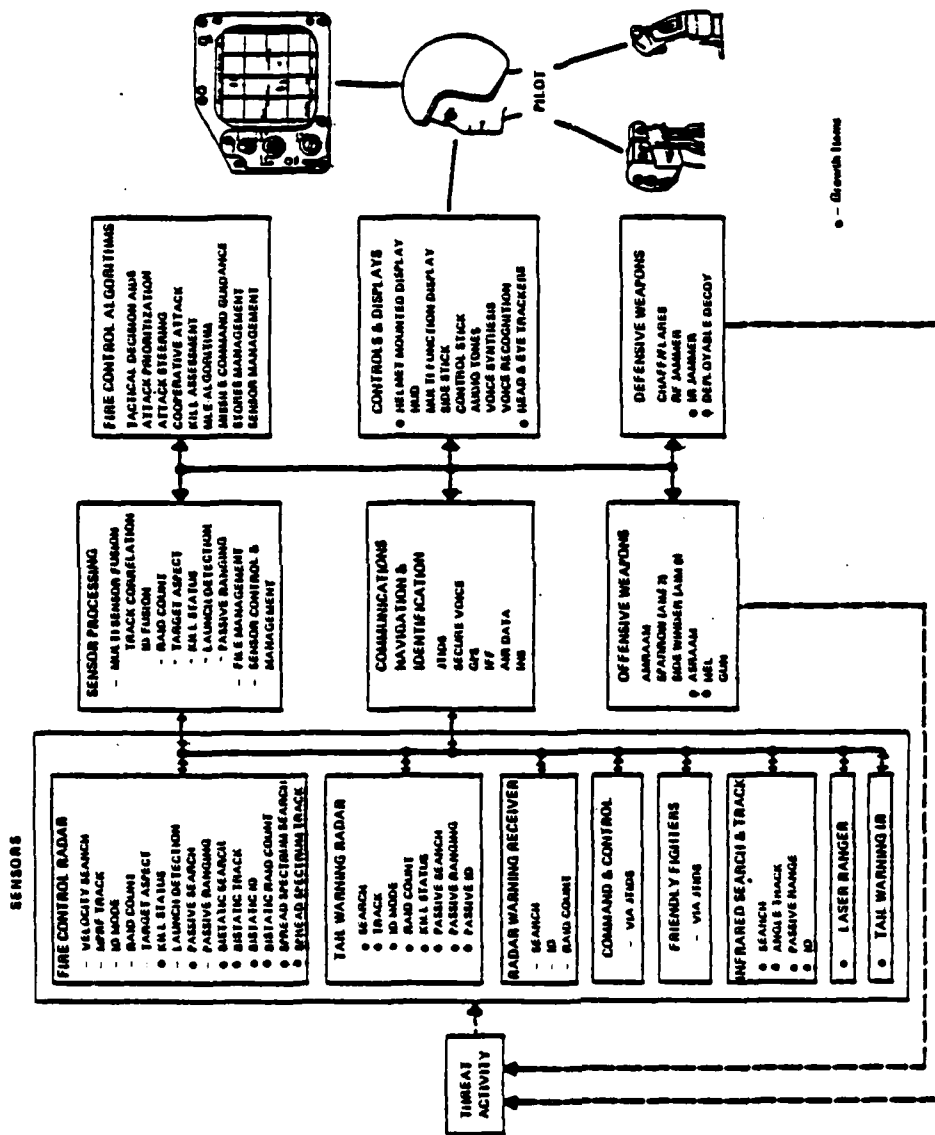 SENSORS
THREAT
ACTIVITY
FIRE CONTROL RADAR
- VELOCITY SEARCH
- MPRF TRACK
- ID MODE
- RAID COUNT
- TARGET ASPECT
● KILL STATUS
- LAUNCH DETECTION
● PASSIVE SEARCH
- PASSIVE RANGING
● BISTATIC SEARCH
● BISTATIC TRACK
● BISTATIC ID
● BISTATIC RAID COUNT
● SPREAD SPECTRUM SEARCH
● SPREAD SPECTRUM TRACK
TAIL WARNING RADAR
● SEARCH
● TRACK
● ID MODE
● RAID COUNT
● KILL STATUS
● PASSIVE SEARCH
● PASSIVE RANGING
● PASSIVE ID
RADAR WARNING RECEIVER
- SEARCH
- ID
- RAID COUNT
COMMAND & CONTROL
- VIA JTIDS
FRIENDLY FIGHTERS
- VIA JTIDS
INFRARED SEARCH & TRACK
● SEARCH
● ANGLE TRACK
● PASSIVE RANGE
● ID
● LASER RANGER
● TAIL WARNING IR
SENSOR PROCESSING
- MULTI SENSOR FUSION
TRACK CORRELATION
ID FUSION
- RAID COUNT
- TARGET ASPECT
- KILL STATUS
- LAUNCH DETECTION
- PASSIVE RANGING
- FILE MANAGEMENT
- SENSOR CONTROL &
MANAGEMENT
COMMUNICATIONS
NAVIGATION &
IDENTIFICATION
JTIDS
SECURE VOICE
GPS
IFF
AIR DATA
INS
OFFENSIVE WEAPONS
AMRAAM
SPARROW (AIM 7)
SIDE WINDER (AIM 9)
● ASRAAM
● HEL
GUN
FIRE CONTROL ALGORITHMS
TACTICAL DECISION AIDS
ATTACK PRIORITIZATION
ATTACK STEERING
COOPERATIVE ATTACK
KILL ASSESSMENT
MLE ALGORITHM
MISSILE COMMAND GUIDANCE
STORES MANAGEMENT
SENSOR MANAGEMENT
CONTROLS & DISPLAYS
● HELMET MOUNTED DISPLAY
HUD
MULTI FUNCTION DISPLAY
SIDE STICK
CONTROL STICK
AUDIO TONES
VOICE SYNTHESIS
VOICE RECOGNITION
● HEAD & EYE TRACKERS
DEFENSIVE WEAPONS
CHAFF/FLARES
RF JAMMER
● IR JAMMER
● DEPLOYABLE DECOY
PILOT
● - Growth Items